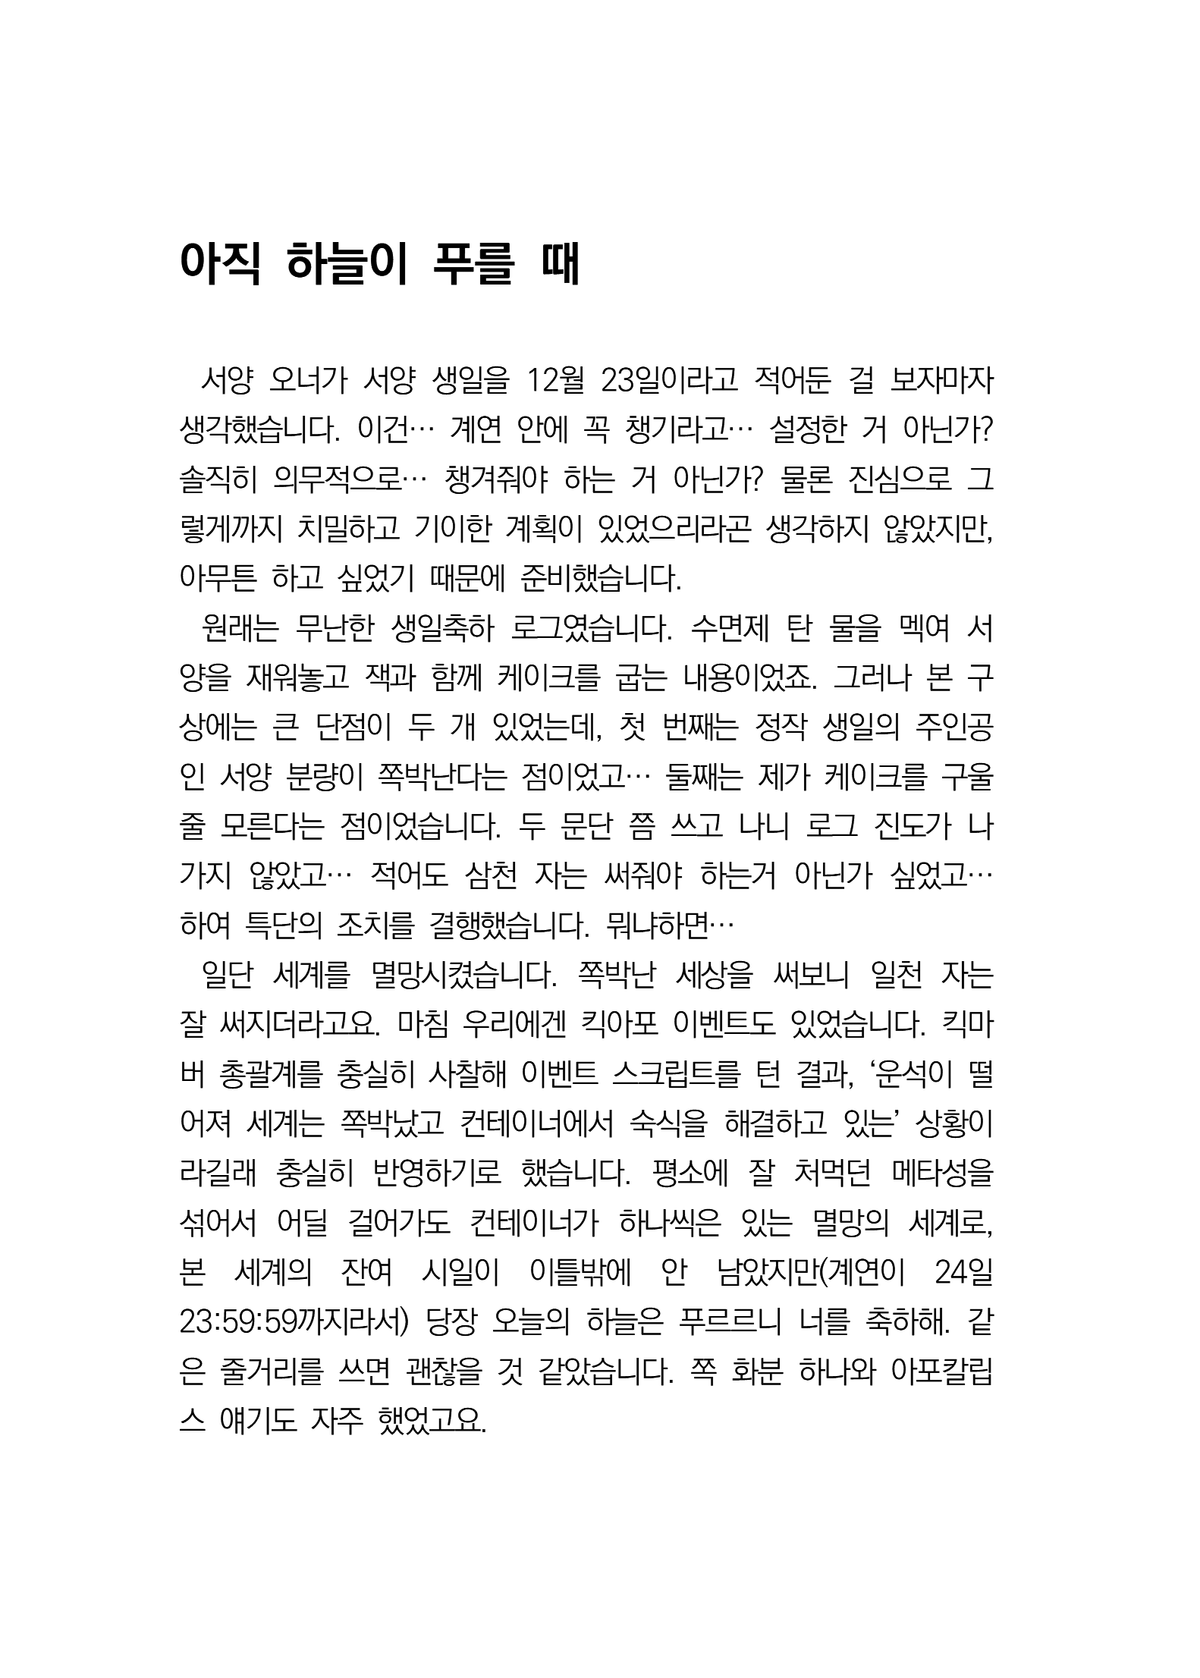 아직 하늘이 푸를 때
서양 오너가 서양 생일을 12월 23일이라고 적어둔 걸 보자마자
생각했습니다. 이건… 계연 안에 꼭 챙기라고… 설정한 거 아닌가?
솔직히 의무적으로… 챙겨줘야 하는 거 아닌가? 물론 진심으로 그
렇게까지 치밀하고 기이한 계획이 있었으리라곤 생각하지 않았지만,
아무튼 하고 싶었기 때문에 준비했습니다.
원래는 무난한 생일축하 로그였습니다. 수면제 탄 물을 멕여 서
양을 재워놓고 잭과 함께 케이크를 굽는 내용이었죠. 그러나 본 구
상에는 큰 단점이 두 개 있었는데, 첫 번째는 정작 생일의 주인공
인 서양 분량이 쪽박난다는 점이었고… 둘째는 제가 케이크를 구울
줄 모른다는 점이었습니다. 두 문단 쯤 쓰고 나니 로그 진도가 나
가지 않았고… 적어도 삼천 자는 써줘야 하는거 아닌가 싶었고…
하여 특단의 조치를 결행했습니다. 뭐냐하면…
일단 세계를 멸망시켰습니다. 쪽박난 세상을 써보니 일천 자는
잘 써지더라고요. 마침 우리에겐 킥아포 이벤트도 있었습니다. 킥마
버 총괄계를 충실히 사찰해 이벤트 스크립트를 턴 결과, ‘운석이 떨
어져 세계는 쪽박났고 컨테이너에서 숙식을 해결하고 있는’ 상황이
라길래 충실히 반영하기로 했습니다. 평소에 잘 처먹던 메타성을
섞어서 어딜 걸어가도 컨테이너가 하나씩은 있는 멸망의 세계로,
본 세계의 잔여 시일이 이틀밖에 안 남았지만(계연이 24일
23:59:59까지라서) 당장 오늘의 하늘은 푸르르니 너를 축하해. 같
은 줄거리를 쓰면 괜찮을 것 같았습니다. 쪽 화분 하나와 아포칼립
스 얘기도 자주 했었고요.